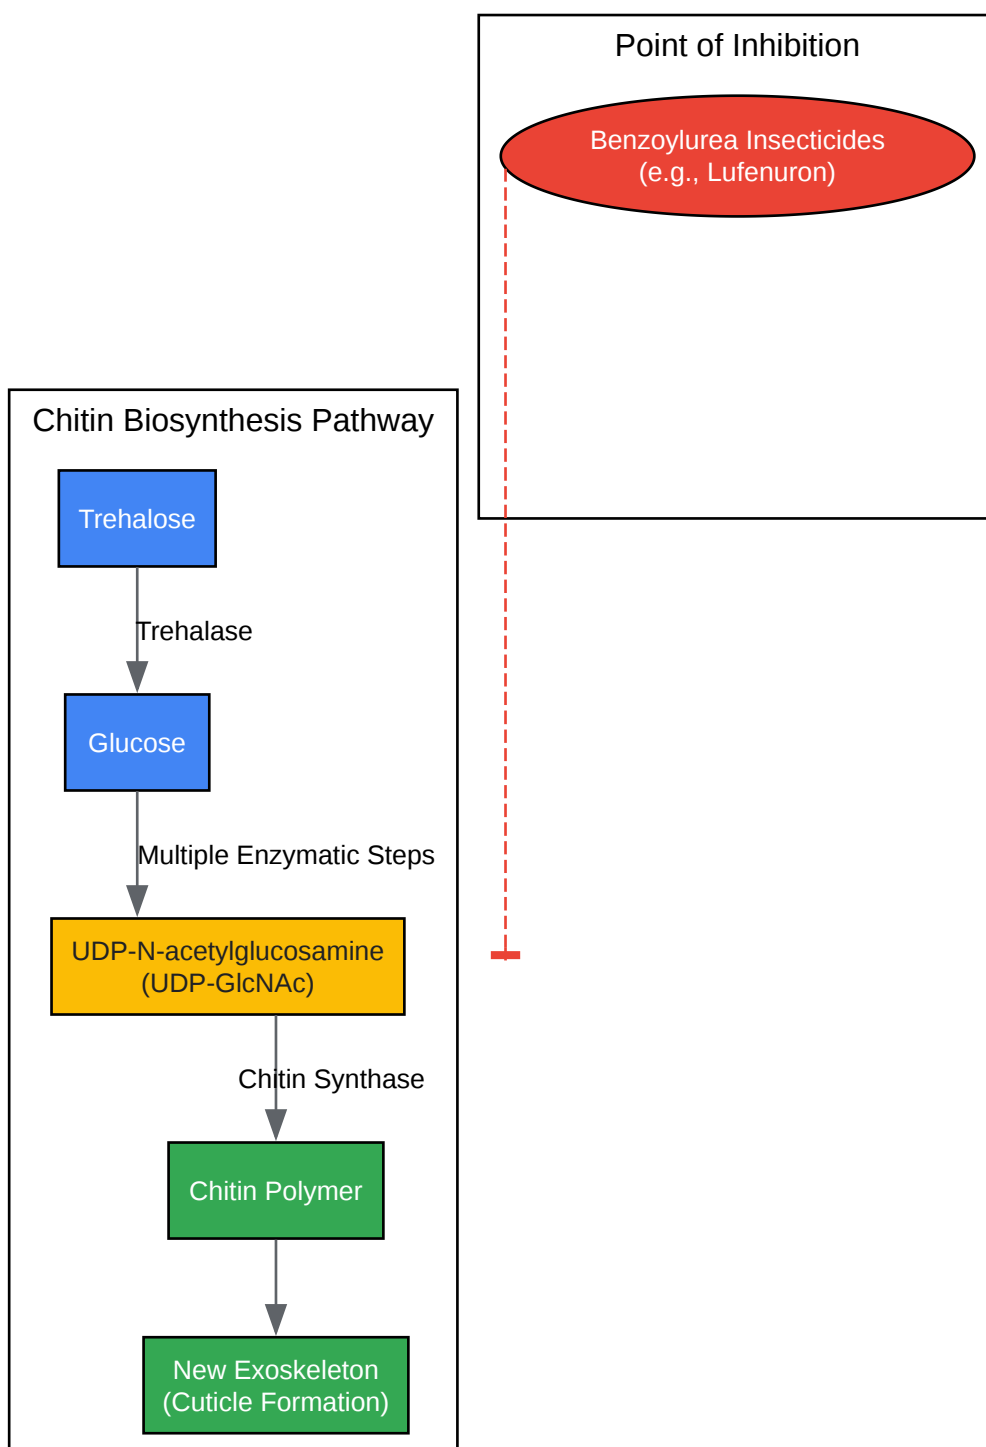 Point of Inhibition
Benzoylurea Insecticides
(e.g., Lufenuron)
Chitin Biosynthesis Pathway
Trehalose
Trehalase
Glucose
Multiple Enzymatic Steps
UDP-N-acetylglucosamine
(UDP-GlcNAc)
Chitin Synthase
Chitin Polymer
New Exoskeleton
(Cuticle Formation)